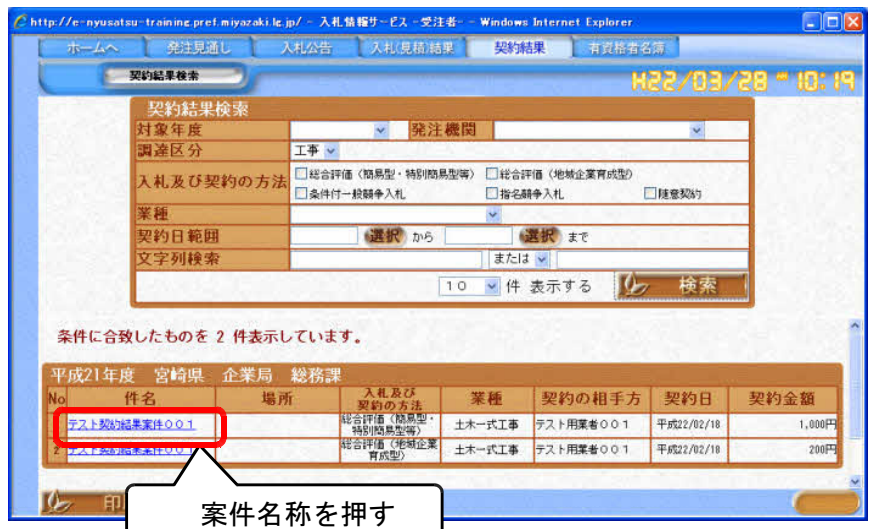 http://e-nyusatsu-training.pref.miyazaki.lg.jp/ - 入札情報サービス -受注者- - Windows Internet Explorer
ホームへ 発注見通し 入札公告 入札(見積)結果 契約結果 有資格者名簿
契約結果検索 H22/03/28 - 10:19
契約結果検索
対象年度 発注機関
調達区分 工事
入札及び契約の方法 総合評価（簡易型・特別簡易型等） 総合評価（地域企業育成型）
条件付一般競争入札 指名競争入札 随意契約
業種
契約日範囲 選択 から 選択 まで
文字列検索 または
10 件 表示する 検索
条件に合致したものを 2 件表示しています。
平成21年度 宮崎県 企業局 総務課
No 件名 場所 入札及び契約の方法 業種 契約の相手方 契約日 契約金額
テスト契約結果案件001 総合評価（簡易型・特別簡易型等） 土木一式工事 テスト用業者001 平成22/02/18 1,000円
2 テスト契約結果案件001 総合評価（地域企業育成型） 土木一式工事 テスト用業者001 平成22/02/18 200円
印
案件名称を押す